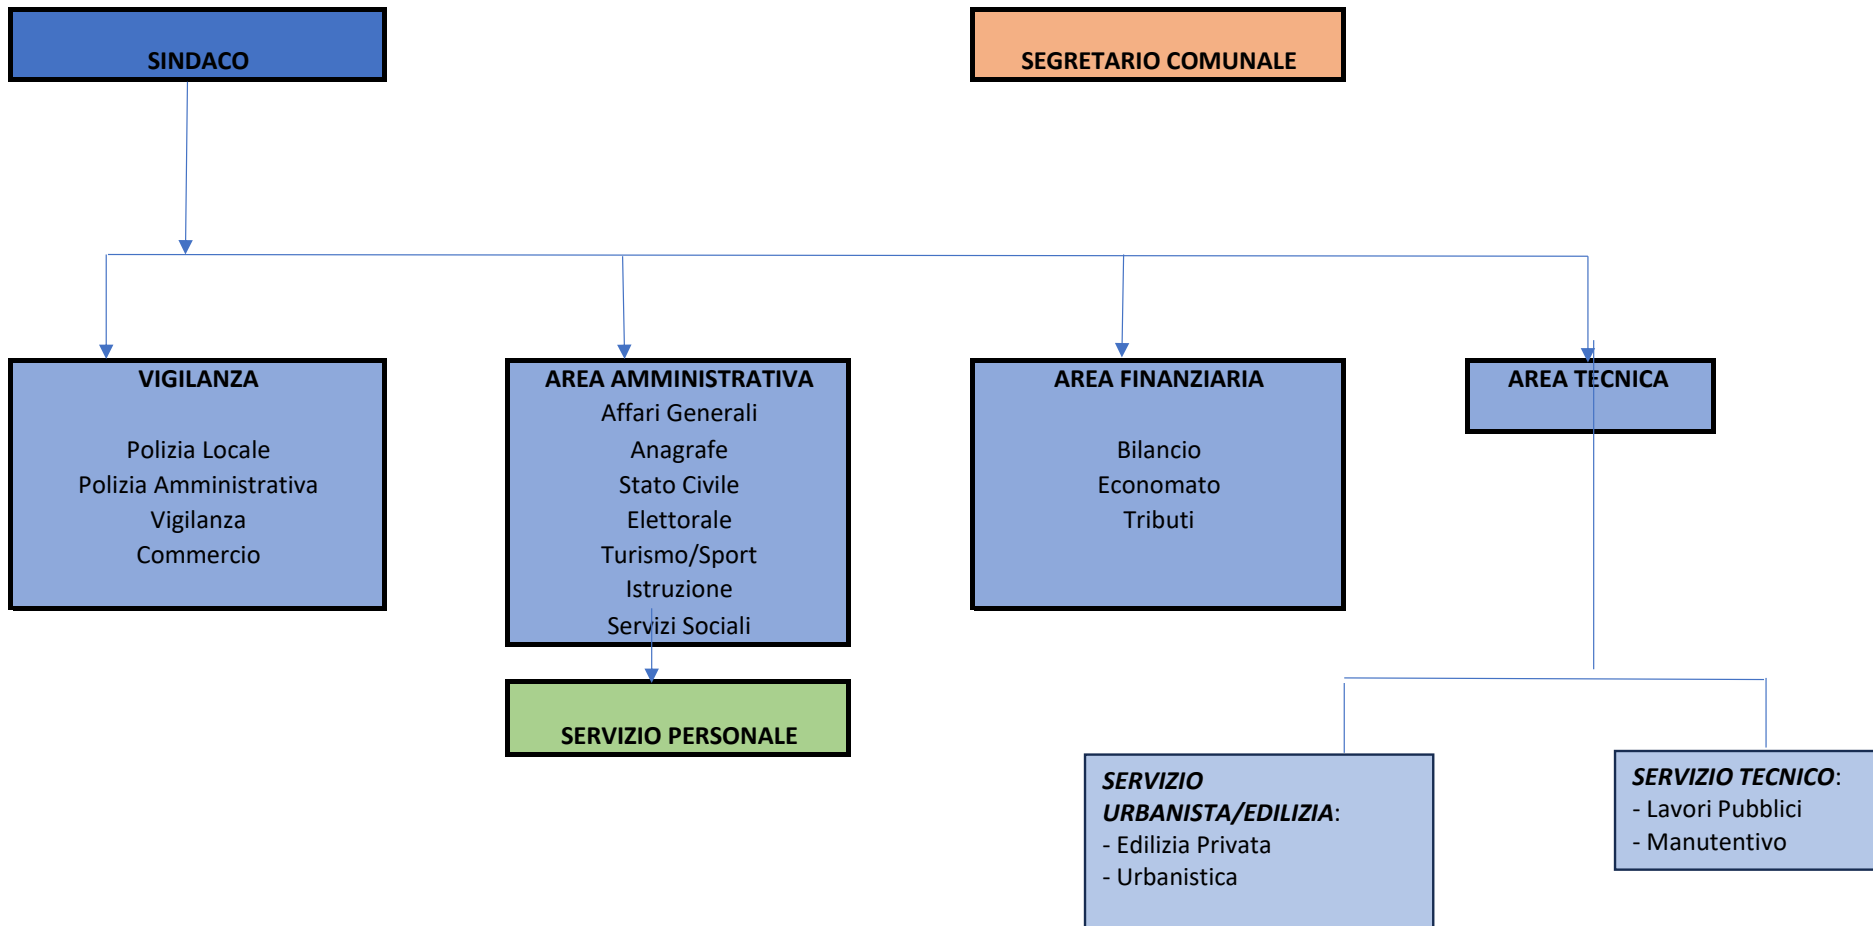 SINDACO
SEGRETARIO COMUNALE
VIGILANZA
Polizia Locale
Polizia Amministrativa
Vigilanza
Commercio
AREA AMMINISTRATIVA
Affari Generali
Anagrafe
Stato Civile
Elettorale
Turismo/Sport
Istruzione
Servizi Sociali
AREA FINANZIARIA
Bilancio
Economato
Tributi
AREA TECNICA
SERVIZIO PERSONALE
SERVIZIO
URBANISTA/EDILIZIA:
- Edilizia Privata
- Urbanistica
SERVIZIO TECNICO:
- Lavori Pubblici
- Manutentivo